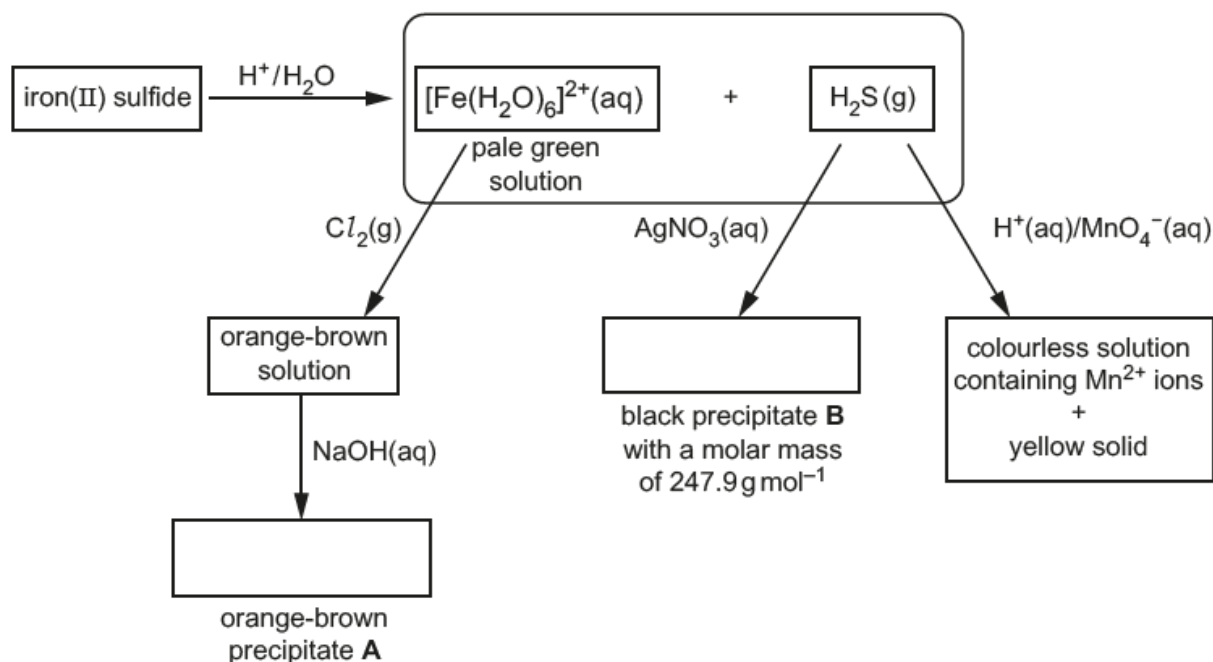 iron(II) sulfide
H⁺/H₂O
[Fe(H₂O)₆]²⁺(aq)
+
H₂S(g)
pale green
solution
Cl₂(g)
AgNO₃(aq)
H⁺(aq)/MnO₄⁻(aq)
orange-brown
solution
NaOH(aq)
black precipitate B
with a molar mass
of 247.9 g mol⁻¹
colourless solution
containing Mn²⁺ ions
+
yellow solid
orange-brown
precipitate A